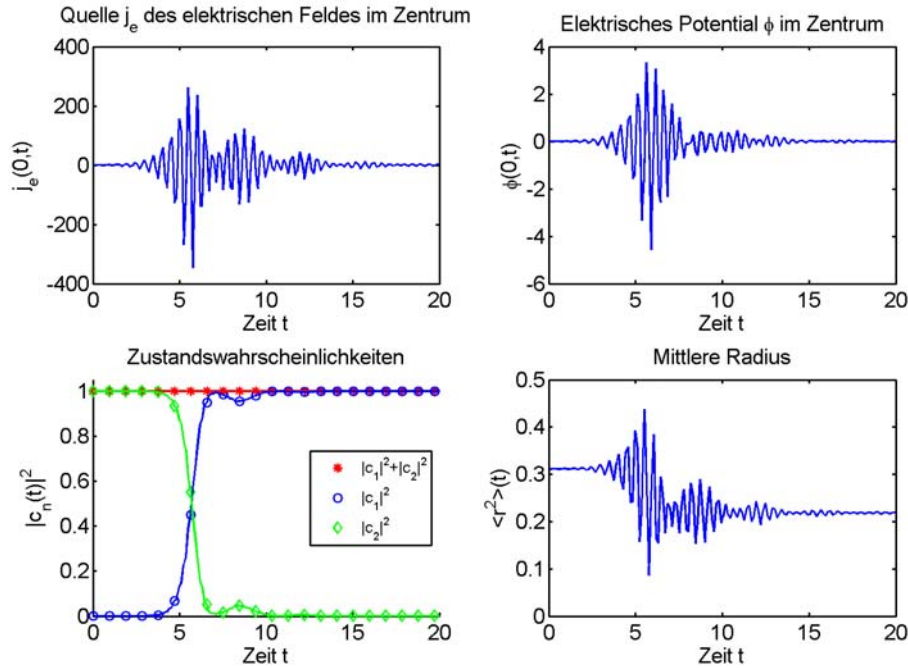 Quelle j_e des elektrischen Feldes im Zentrum
400
200
0
-200
-400
j_e(0,t)
0 5 10 15 20
Zeit t
Elektrisches Potential ϕ im Zentrum
4
2
0
-2
-4
-6
ϕ(0,t)
0 5 10 15 20
Zeit t
Zustandswahrscheinlichkeiten
1
0.8
0.6
0.4
0.2
0
|c_n(t)|^2
|c_1|^2+|c_2|^2
|c_1|^2
|c_2|^2
0 5 10 15 20
Zeit t
Mittlere Radius
0.5
0.4
0.3
0.2
0.1
0
<r^2>(t)
0 5 10 15 20
Zeit t